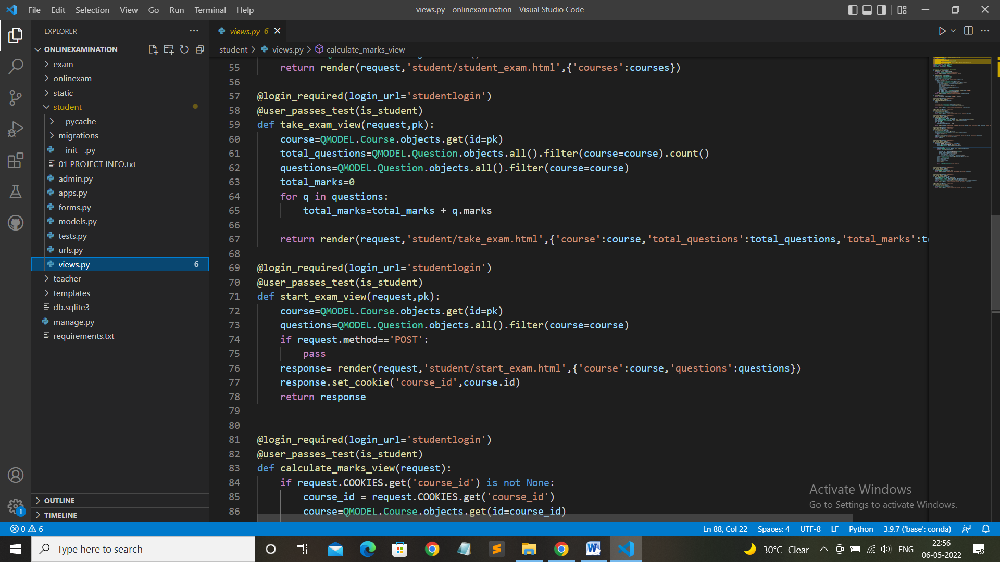 File Edit Selection View Go Run Terminal Help
views.py - onlinexamination - Visual Studio Code
EXPLORER
views.py 6
ONLINEXAMINATION
student > views.py > calculate_marks_view
exam
onlinexam
static
student
__pycache__
migrations
__init__.py
01 PROJECT INFO.txt
admin.py
apps.py
forms.py
models.py
tests.py
urls.py
views.py 6
teacher
templates
db.sqlite3
manage.py
requirements.txt
OUTLINE
TIMELINE
55 return render(request,'student/student_exam.html',{'courses':courses})
56
57 @login_required(login_url='studentlogin')
58 @user_passes_test(is_student)
59 def take_exam_view(request,pk):
60 course=QMODEL.Course.objects.get(id=pk)
61 total_questions=QMODEL.Question.objects.all().filter(course=course).count()
62 questions=QMODEL.Question.objects.all().filter(course=course)
63 total_marks=0
64 for q in questions:
65 total_marks=total_marks + q.marks
66
67 return render(request,'student/take_exam.html',{'course':course,'total_questions':total_questions,'total_marks':to
68
69 @login_required(login_url='studentlogin')
70 @user_passes_test(is_student)
71 def start_exam_view(request,pk):
72 course=QMODEL.Course.objects.get(id=pk)
73 questions=QMODEL.Question.objects.all().filter(course=course)
74 if request.method=='POST':
75 pass
76 response= render(request,'student/start_exam.html',{'course':course,'questions':questions})
77 response.set_cookie('course_id',course.id)
78 return response
79
80
81 @login_required(login_url='studentlogin')
82 @user_passes_test(is_student)
83 def calculate_marks_view(request):
84 if request.COOKIES.get('course_id') is not None:
85 course_id = request.COOKIES.get('course_id')
86 course=QMODEL.Course.objects.get(id=course_id)
Activate Windows
Go to Settings to activate Windows.
1
0 6
Ln 88, Col 22 Spaces: 4 UTF-8 LF Python 3.9.7 ('base': conda)
Type here to search
30°C Clear
ENG
22:56
06-05-2022